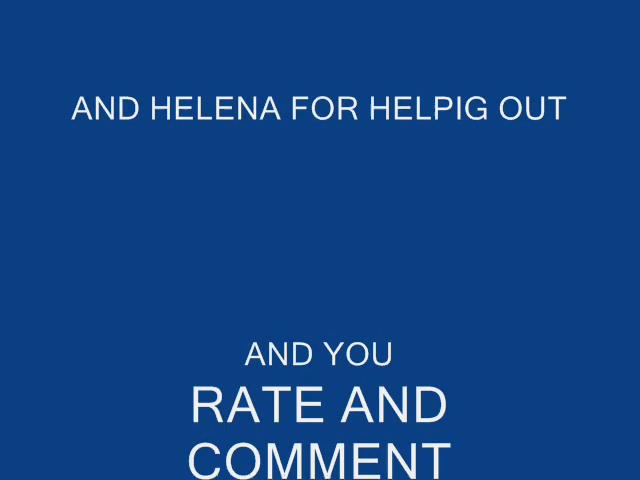 AND HELENA FOR HELPIG OUT
AND YOU
RATE AND
COMMENT